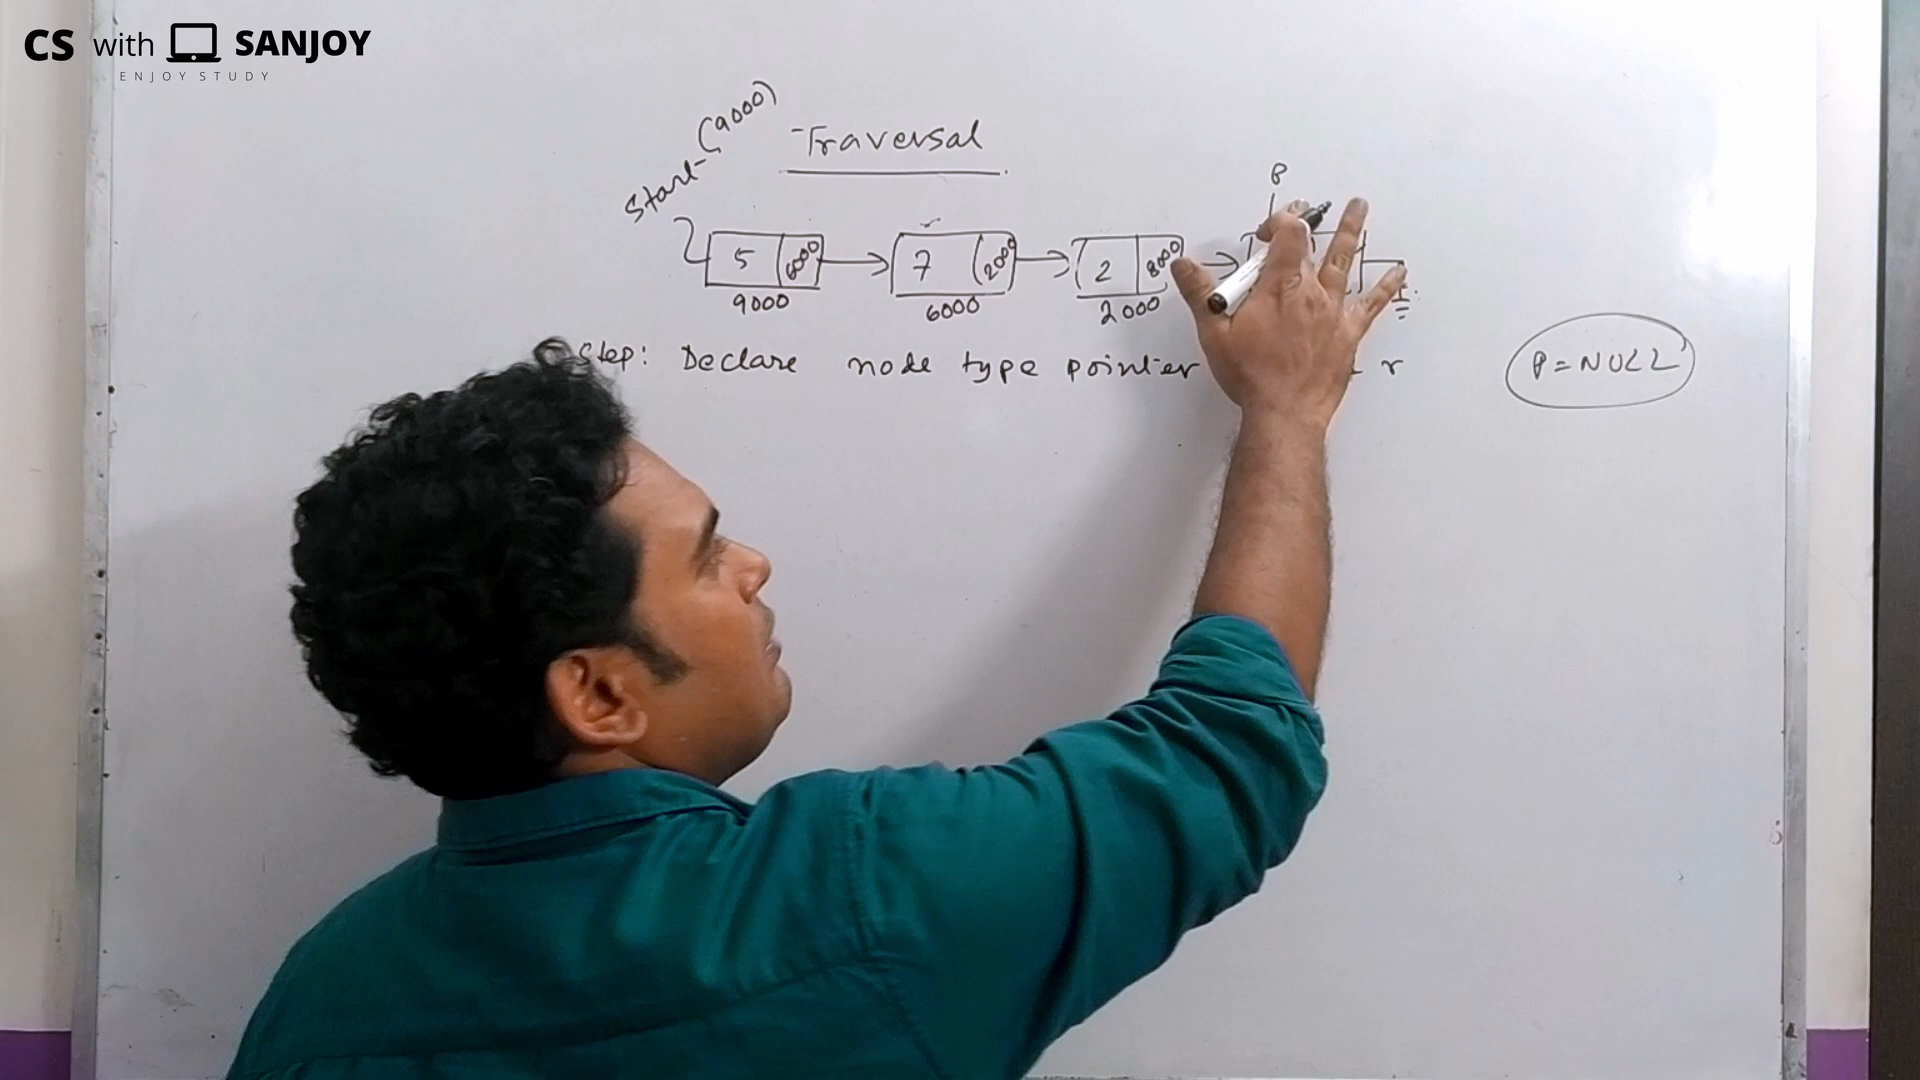 CS with SANJOY
ENJOY STUDY
Start (9000)
Traversal
P
5 6000 7 2000 2 8000
9000 6000 2000
Step: Declare node type pointer r
P = NULL